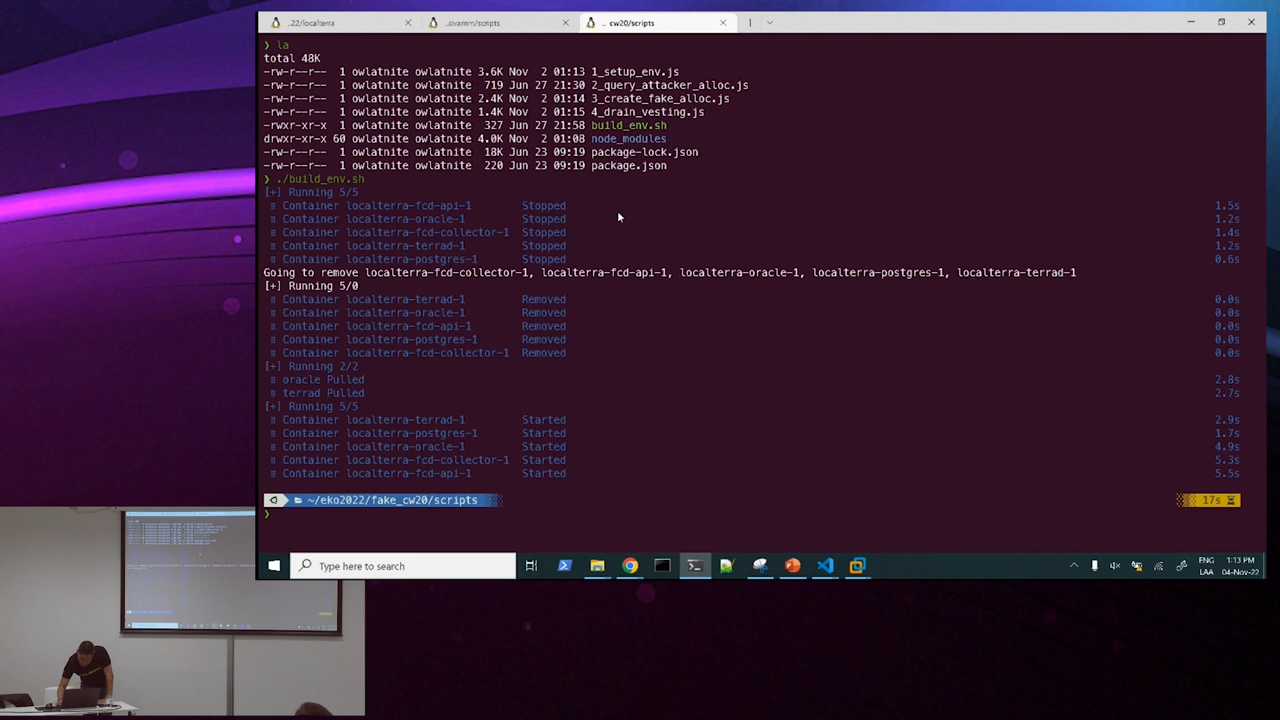 ..22/localterra
..ovamm/scripts
.. cw20/scripts
❯ la
total 48K
-rw-r--r-- 1 owlatnite owlatnite 3.6K Nov 2 01:13 1_setup_env.js
-rw-r--r-- 1 owlatnite owlatnite 719 Jun 27 21:30 2_query_attacker_alloc.js
-rw-r--r-- 1 owlatnite owlatnite 2.4K Nov 2 01:14 3_create_fake_alloc.js
-rw-r--r-- 1 owlatnite owlatnite 1.4K Nov 2 01:15 4_drain_vesting.js
-rwxr-xr-x 1 owlatnite owlatnite 327 Jun 27 21:58 build_env.sh
drwxr-xr-x 60 owlatnite owlatnite 4.0K Nov 2 01:08 node_modules
-rw-r--r-- 1 owlatnite owlatnite 18K Jun 23 09:19 package-lock.json
-rw-r--r-- 1 owlatnite owlatnite 220 Jun 23 09:19 package.json
❯ ./build_env.sh
[+] Running 5/5
Container localterra-fcd-api-1 Stopped 1.5s
Container localterra-oracle-1 Stopped 1.2s
Container localterra-fcd-collector-1 Stopped 1.4s
Container localterra-terrad-1 Stopped 1.2s
Container localterra-postgres-1 Stopped 0.6s
Going to remove localterra-fcd-collector-1, localterra-fcd-api-1, localterra-oracle-1, localterra-postgres-1, localterra-terrad-1
[+] Running 5/0
Container localterra-terrad-1 Removed 0.0s
Container localterra-oracle-1 Removed 0.0s
Container localterra-fcd-api-1 Removed 0.0s
Container localterra-postgres-1 Removed 0.0s
Container localterra-fcd-collector-1 Removed 0.0s
[+] Running 2/2
oracle Pulled 2.8s
terrad Pulled 2.7s
[+] Running 5/5
Container localterra-terrad-1 Started 2.9s
Container localterra-postgres-1 Started 1.7s
Container localterra-oracle-1 Started 4.9s
Container localterra-fcd-collector-1 Started 5.3s
Container localterra-fcd-api-1 Started 5.5s
~/eko2022/fake_cw20/scripts 17s
❯
Type here to search
ENG 1:13 PM
LAA 04-Nov-22